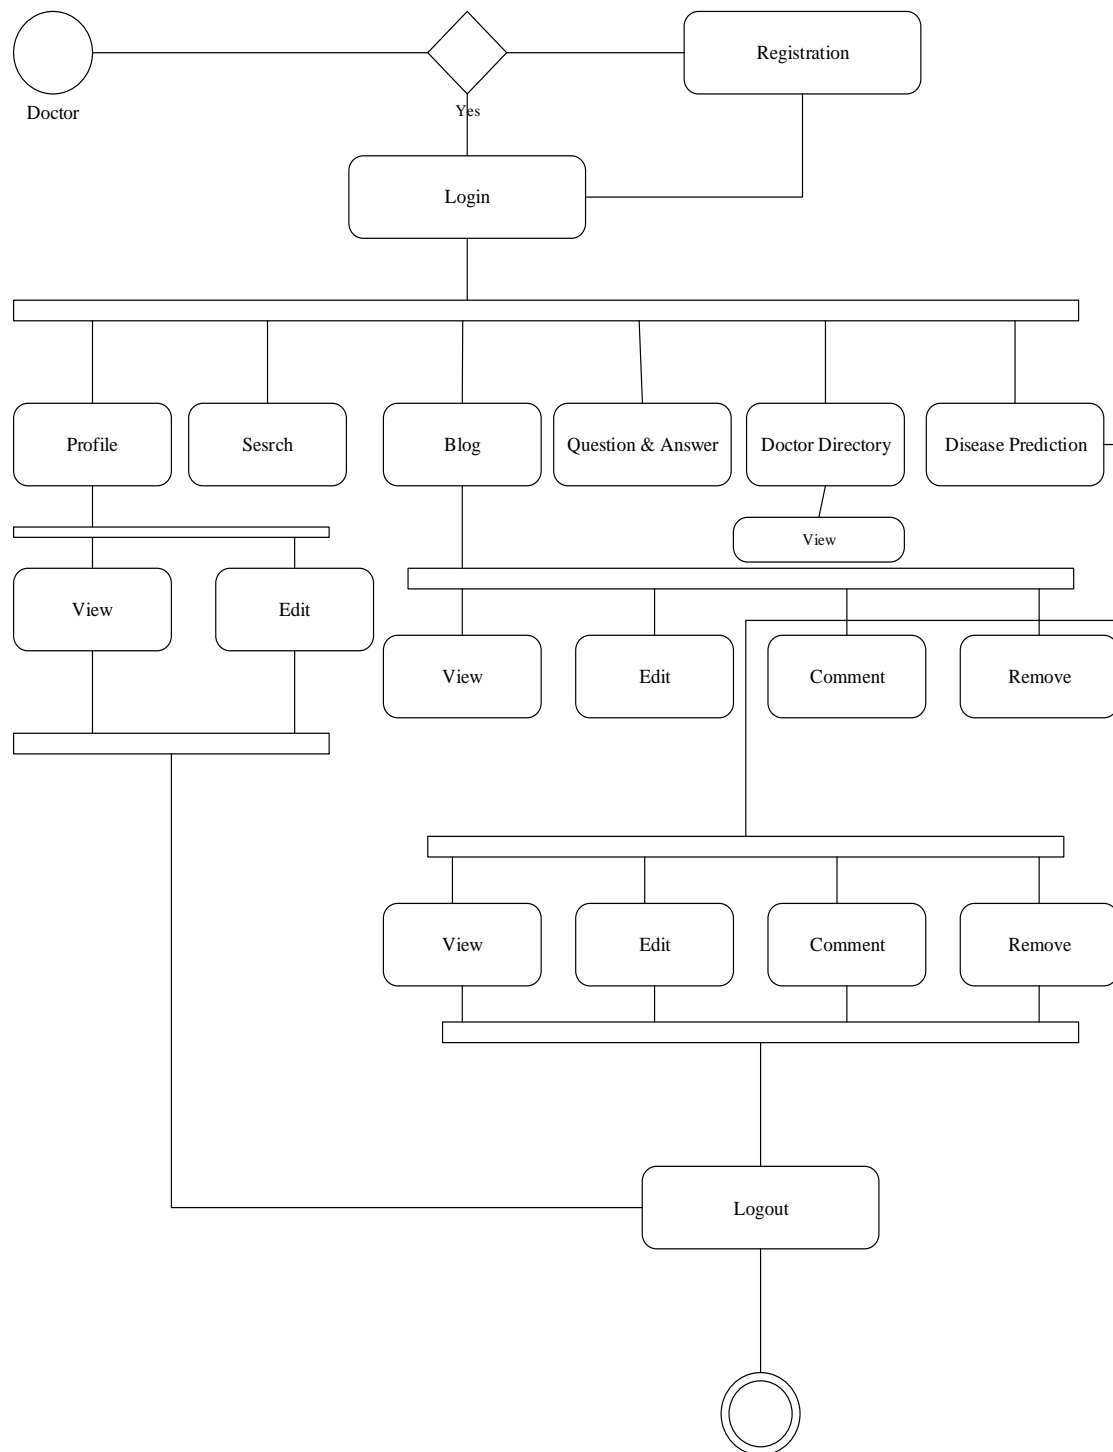 Registration
Doctor
Yes
Login
Profile
Sesrch
Blog
Question & Answer
Doctor Directory
Disease Prediction
View
View
Edit
View
Edit
Comment
Remove
View
Edit
Comment
Remove
Logout